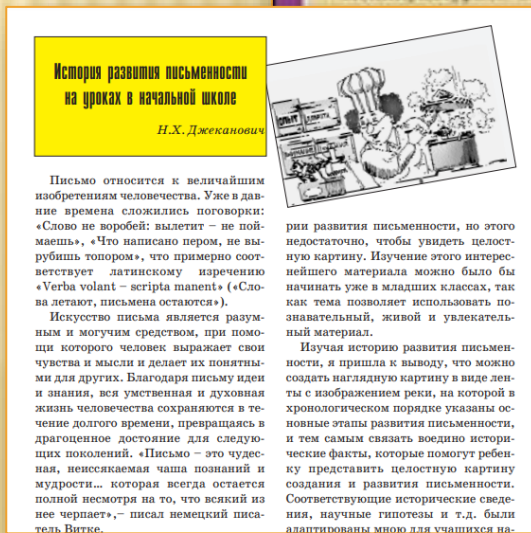 История развития письменности
на уроках в начальной школе
Н.Х. Джеканович
Письмо относится к величайшим
изобретениям человечества. Уже в дав-
ние времена сложились поговорки:
«Слово не воробей: вылетит – не пой-
маешь», «Что написано пером, не вы-
рубишь топором», что примерно соот-
ветствует латинскому изречению
«Verba volant – scripta manent» («Сло-
ва летают, письмена остаются»).
Искусство письма является разум-
ным и могучим средством, при помо-
щи которого человек выражает свои
чувства и мысли и делает их понятны-
ми для других. Благодаря письму идеи
и знания, вся умственная и духовная
жизнь человечества сохраняются в те-
чение долгого времени, превращаясь в
драгоценное достояние для следую-
щих поколений. «Письмо – это чудес-
ная, неиссякаемая чаша познаний и
мудрости... которая всегда остается
полной несмотря на то, что всякий из
нее черпает»,– писал немецкий писа-
тель Витке.
рии развития письменности, но этого
недостаточно, чтобы увидеть целост-
ную картину. Изучение этого интерес-
нейшего материала можно было бы
начинать уже в младших классах, так
как тема позволяет использовать по-
знавательный, живой и увлекатель-
ный материал.
Изучая историю развития письмен-
ности, я пришла к выводу, что можно
создать наглядную картину в виде лен-
ты с изображением реки, на которой в
хронологическом порядке указаны ос-
новные этапы развития письменности,
и тем самым связать воедино истори-
ческие факты, которые помогут ребен-
ку представить целостную картину
создания и развития письменности.
Соответствующие исторические сведе-
ния, научные гипотезы и т.д. были
адаптированы мною для учащихся на-